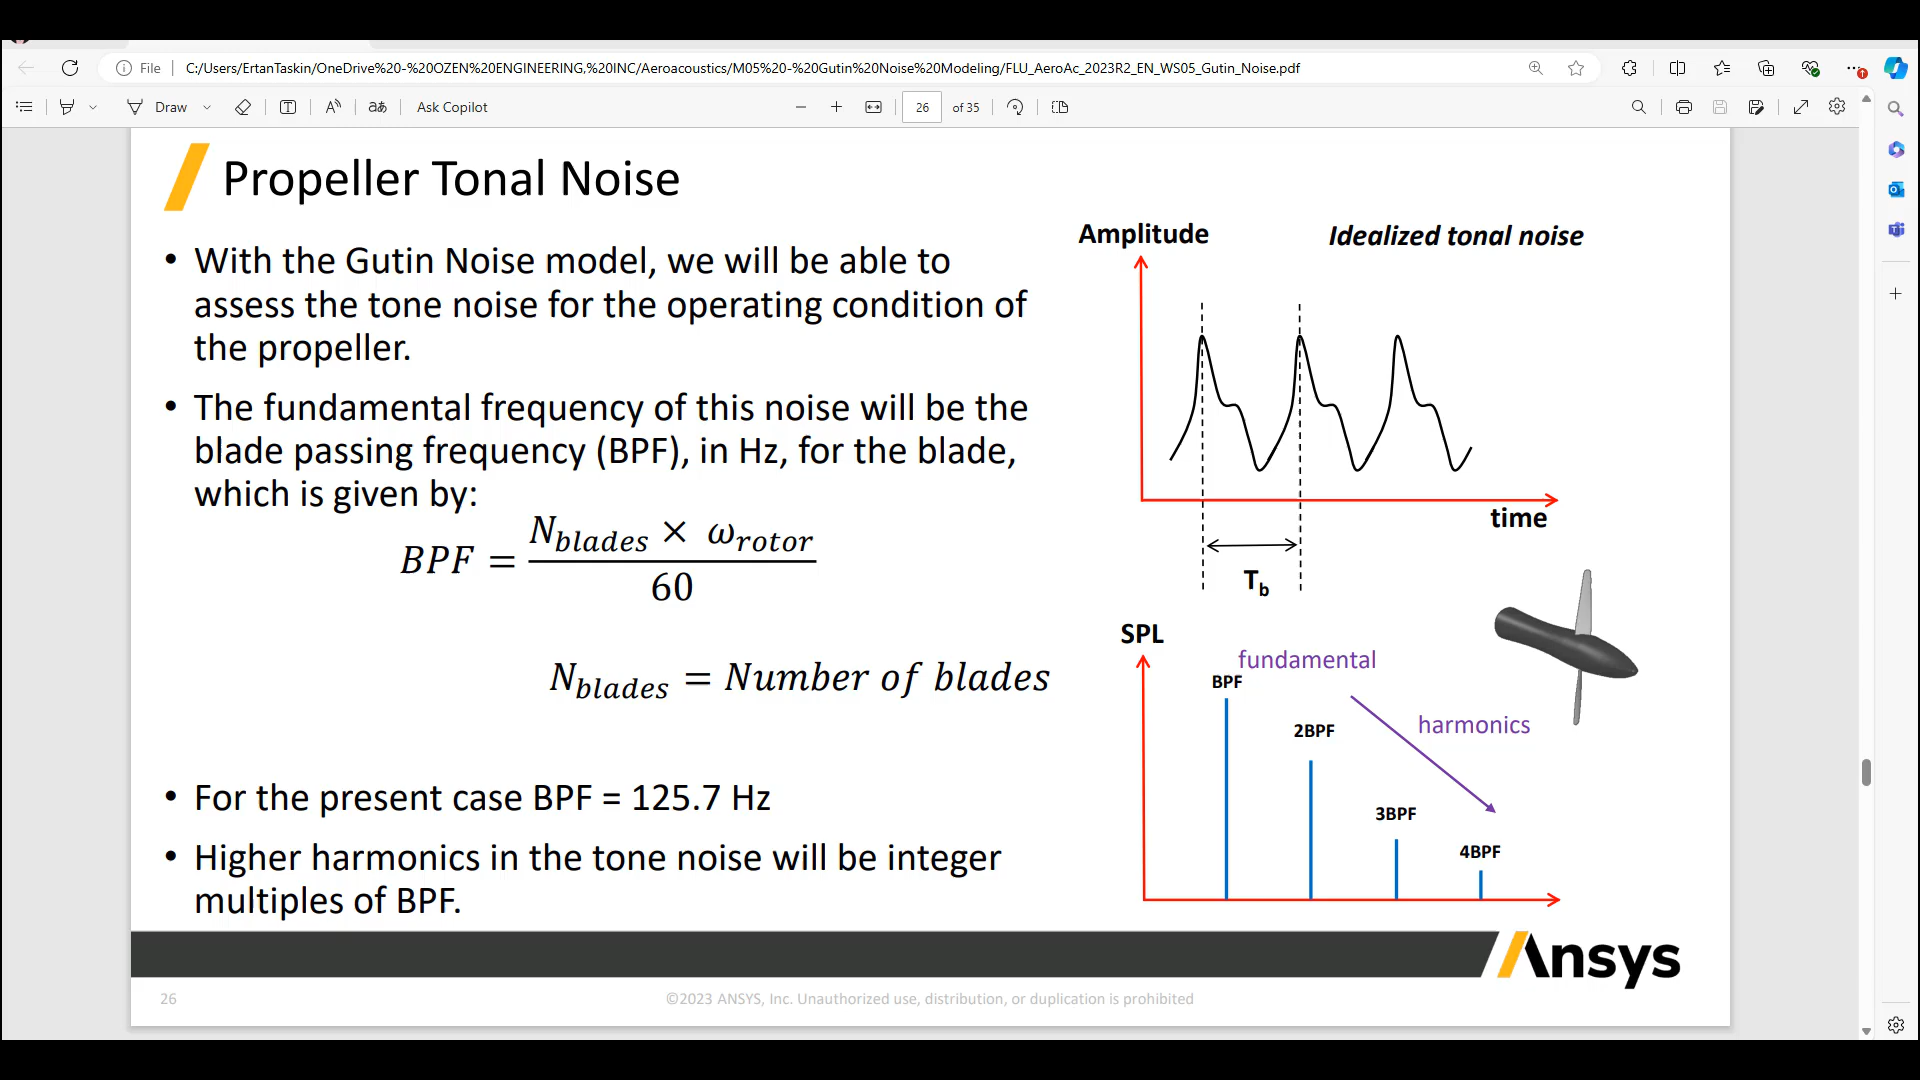 File
C:/Users/ErtanTaskin/OneDrive%20-%20OZEN%20ENGINEERING,%20INC/Aeroacoustics/M05%20-%20Gutin%20Noise%20Modeling/FLU_AeroAc_2023R2_EN_WS05_Gutin_Noise.pdf
Draw
aあ
Ask Copilot
26 of 35
Propeller Tonal Noise
• With the Gutin Noise model, we will be able to
assess the tone noise for the operating condition of
the propeller.
• The fundamental frequency of this noise will be the
blade passing frequency (BPF), in Hz, for the blade,
which is given by:
BPF = N_blades × ω_rotor / 60
N_blades = Number of blades
• For the present case BPF = 125.7 Hz
• Higher harmonics in the tone noise will be integer
multiples of BPF.
Amplitude
Idealized tonal noise
time
T_b
SPL
fundamental
BPF
2BPF
harmonics
3BPF
4BPF
Ansys
26
©2023 ANSYS, Inc. Unauthorized use, distribution, or duplication is prohibited